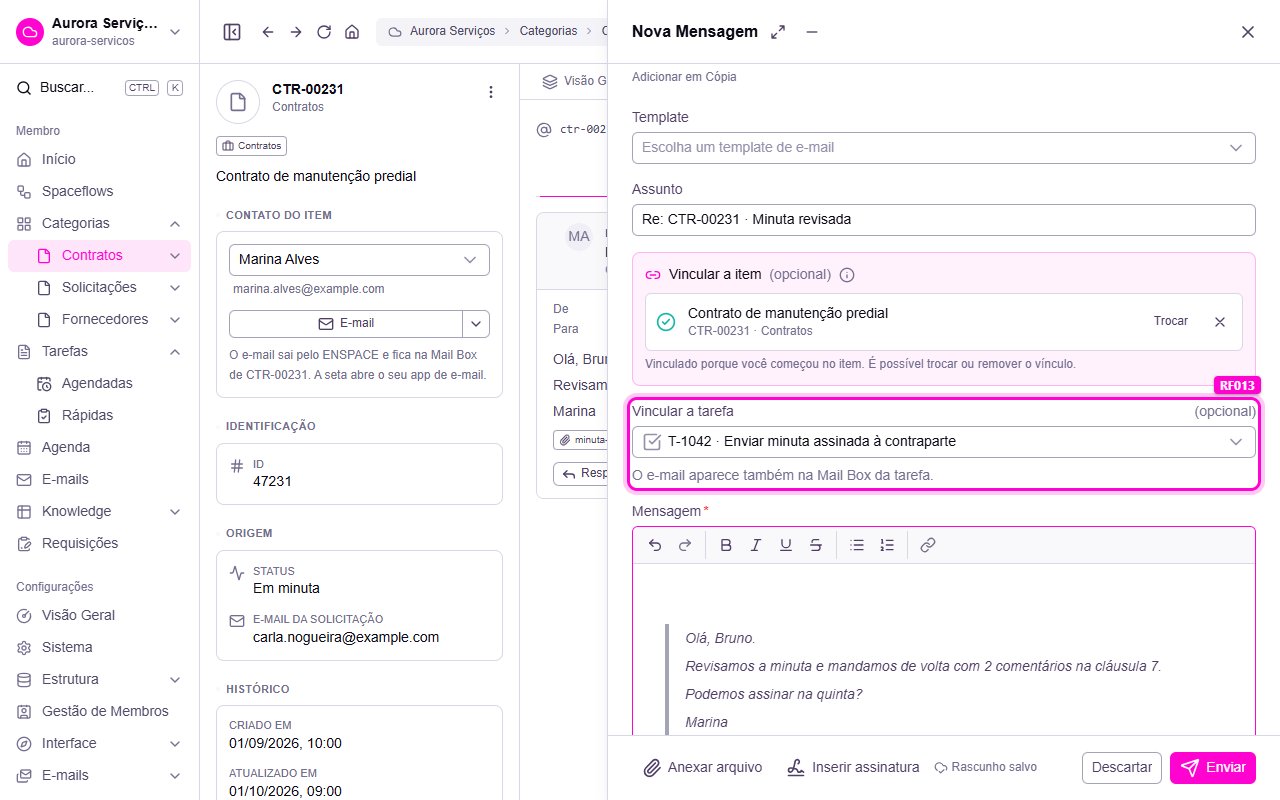 Aurora Serviç...
aurora-servicos
Buscar...
CTRL
K
Membro
Início
Spaceflows
Categorias
Contratos
Solicitações
Fornecedores
Tarefas
Agendadas
Rápidas
Agenda
E-mails
Knowledge
Requisições
Configurações
Visão Geral
Sistema
Estrutura
Gestão de Membros
Interface
E-mails
Aurora Serviços
Categorias
CTR-00231
Contratos
Contratos
Contrato de manutenção predial
CONTATO DO ITEM
Marina Alves
marina.alves@example.com
E-mail
O e-mail sai pelo ENSPACE e fica na Mail Box
de CTR-00231. A seta abre o seu app de e-mail.
IDENTIFICAÇÃO
ID
47231
ORIGEM
STATUS
Em minuta
E-MAIL DA SOLICITAÇÃO
carla.nogueira@example.com
HISTÓRICO
CRIADO EM
01/09/2026, 10:00
ATUALIZADO EM
01/10/2026, 09:00
Visão G
ctr-002
MA
De
Para
Olá, Bru
Revisam
Marina
minuta-
Resp
Nova Mensagem
Adicionar em Cópia
Template
Escolha um template de e-mail
Assunto
Re: CTR-00231 · Minuta revisada
Vincular a item (opcional)
Contrato de manutenção predial
CTR-00231 · Contratos
Trocar
Vinculado porque você começou no item. É possível trocar ou remover o vínculo.
RF013
Vincular a tarefa
(opcional)
T-1042 · Enviar minuta assinada à contraparte
O e-mail aparece também na Mail Box da tarefa.
Mensagem*
Olá, Bruno.
Revisamos a minuta e mandamos de volta com 2 comentários na cláusula 7.
Podemos assinar na quinta?
Marina
Anexar arquivo
Inserir assinatura
Rascunho salvo
Descartar
Enviar